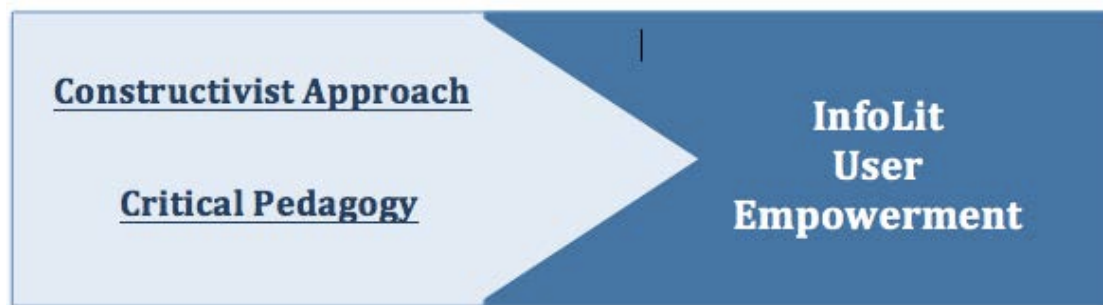 Constructivist Approach
Critical Pedagogy
InfoLit
User
Empowerment